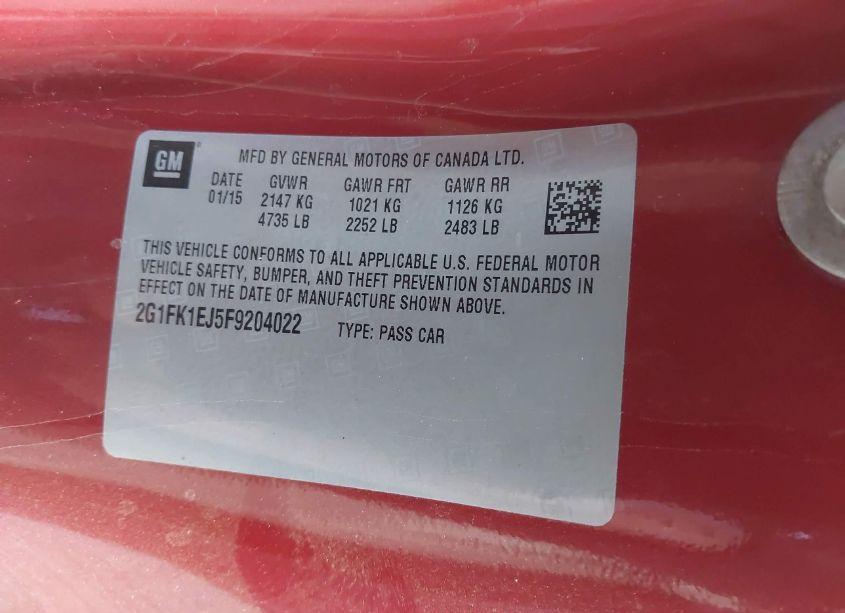 GM
MFD BY GENERAL MOTORS OF CANADA LTD.
DATE GVWR GAWR FRT GAWR RR
01/15 2147 KG 1021 KG 1126 KG
4735 LB 2252 LB 2483 LB
THIS VEHICLE CONFORMS TO ALL APPLICABLE U.S. FEDERAL MOTOR
VEHICLE SAFETY, BUMPER, AND THEFT PREVENTION STANDARDS IN
EFFECT ON THE DATE OF MANUFACTURE SHOWN ABOVE.
2G1FK1EJ5F9204022 TYPE: PASS CAR